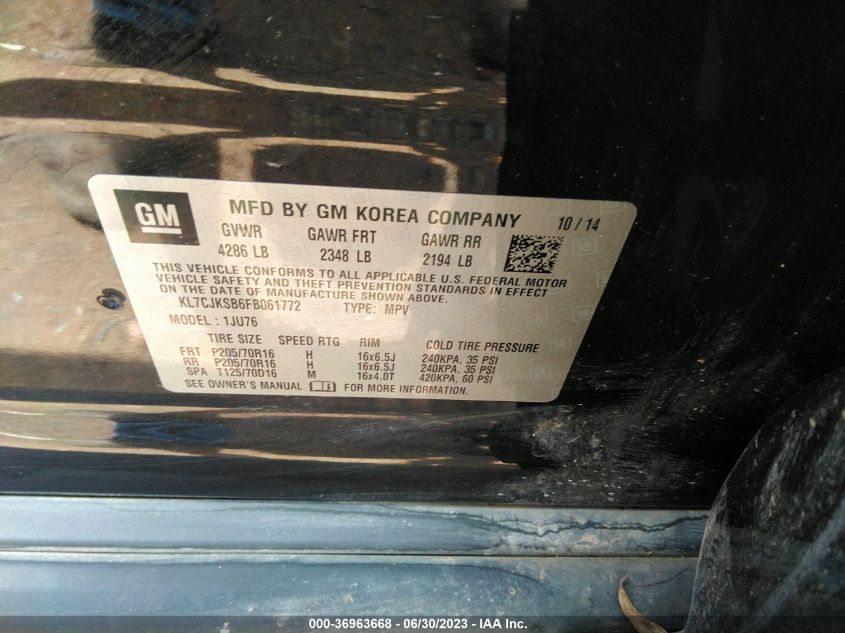 GM
MFD BY GM KOREA COMPANY 10 / 14
GVWR GAWR FRT GAWR RR
4286 LB 2348 LB 2194 LB
THIS VEHICLE CONFORMS TO ALL APPLICABLE U.S. FEDERAL MOTOR
VEHICLE SAFETY AND THEFT PREVENTION STANDARDS IN EFFECT
ON THE DATE OF MANUFACTURE SHOWN ABOVE.
KL7CJKSB6FB061772 TYPE: MPV
MODEL : 1JU76
TIRE SIZE SPEED RTG RIM COLD TIRE PRESSURE
FRT P205/70R16 H 16x6.5J 240KPA, 35 PSI
RR P205/70R16 H 16x6.5J 240KPA, 35 PSI
SPA T125/70D16 M 16x4.0T 420KPA, 60 PSI
SEE OWNER'S MANUAL FOR MORE INFORMATION.
000-36963668 - 06/30/2023 - IAA Inc.